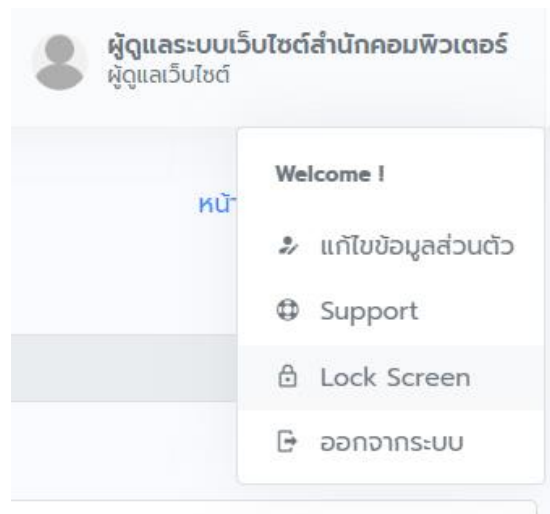 ผู้ดูแลระบบเว็บไซต์สำนักคอมพิวเตอร์
ผู้ดูแลเว็บไซต์
Welcome !
แก้ไขข้อมูลส่วนตัว
Support
Lock Screen
ออกจากระบบ